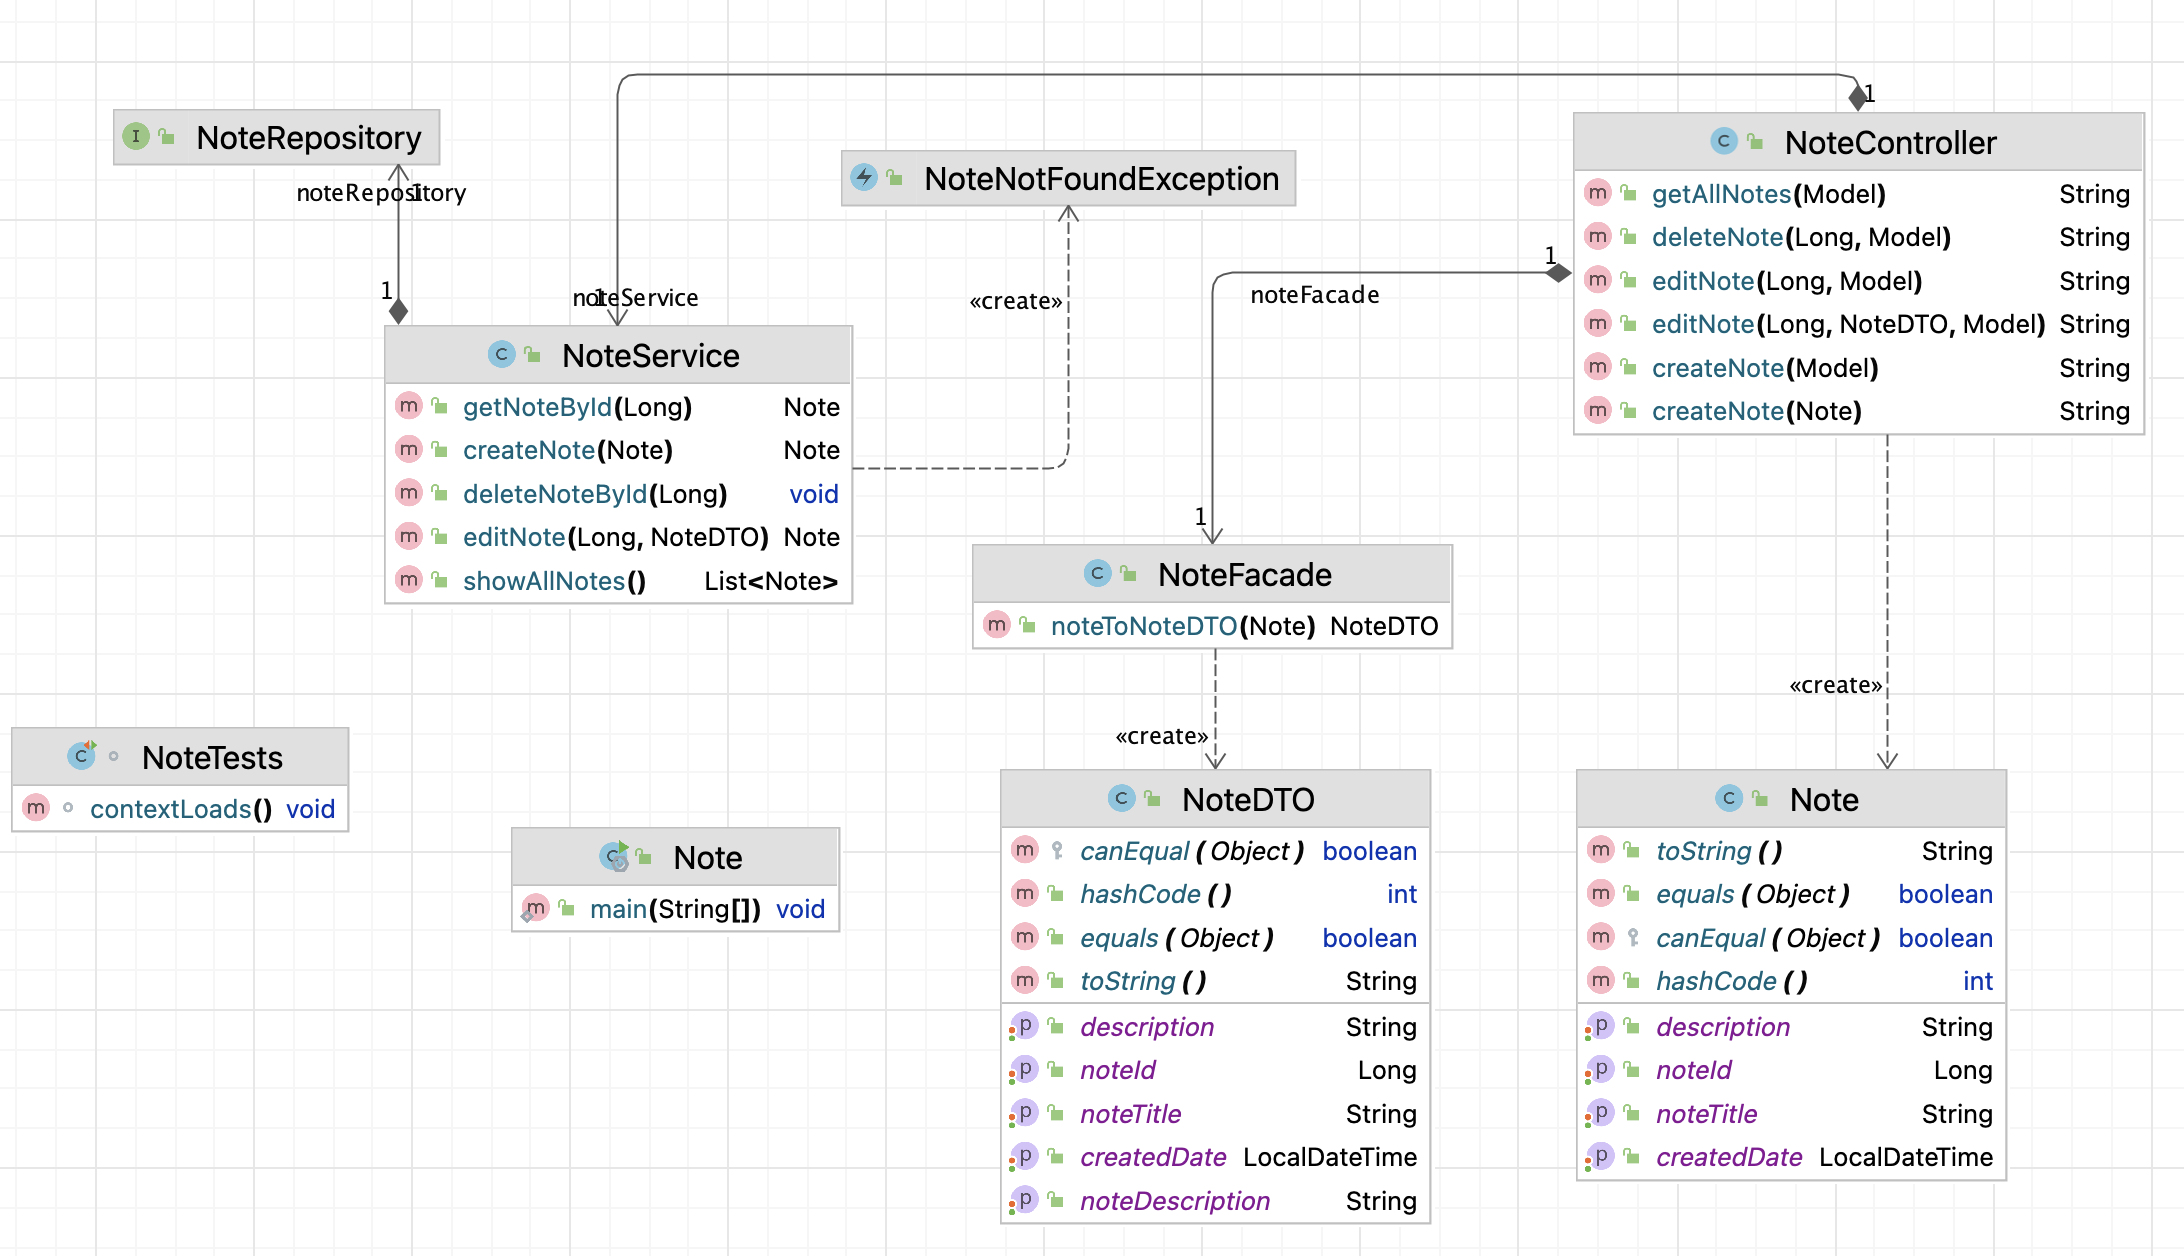 NoteRepository
noteRepository
1
1
NoteService
getNoteById(Long) Note
createNote(Note) Note
deleteNoteById(Long) void
editNote(Long, NoteDTO) Note
showAllNotes() List<Note>
noteService
1
1
NoteNotFoundException
«create»
NoteController
getAllNotes(Model) String
deleteNote(Long, Model) String
editNote(Long, Model) String
editNote(Long, NoteDTO, Model) String
createNote(Model) String
createNote(Note) String
1
noteFacade
1
NoteFacade
noteToNoteDTO(Note) NoteDTO
«create»
«create»
NoteTests
contextLoads() void
Note
main(String[]) void
NoteDTO
canEqual(Object) boolean
hashCode() int
equals(Object) boolean
toString() String
description String
noteId Long
noteTitle String
createdDate LocalDateTime
noteDescription String
Note
toString() String
equals(Object) boolean
canEqual(Object) boolean
hashCode() int
description String
noteId Long
noteTitle String
createdDate LocalDateTime